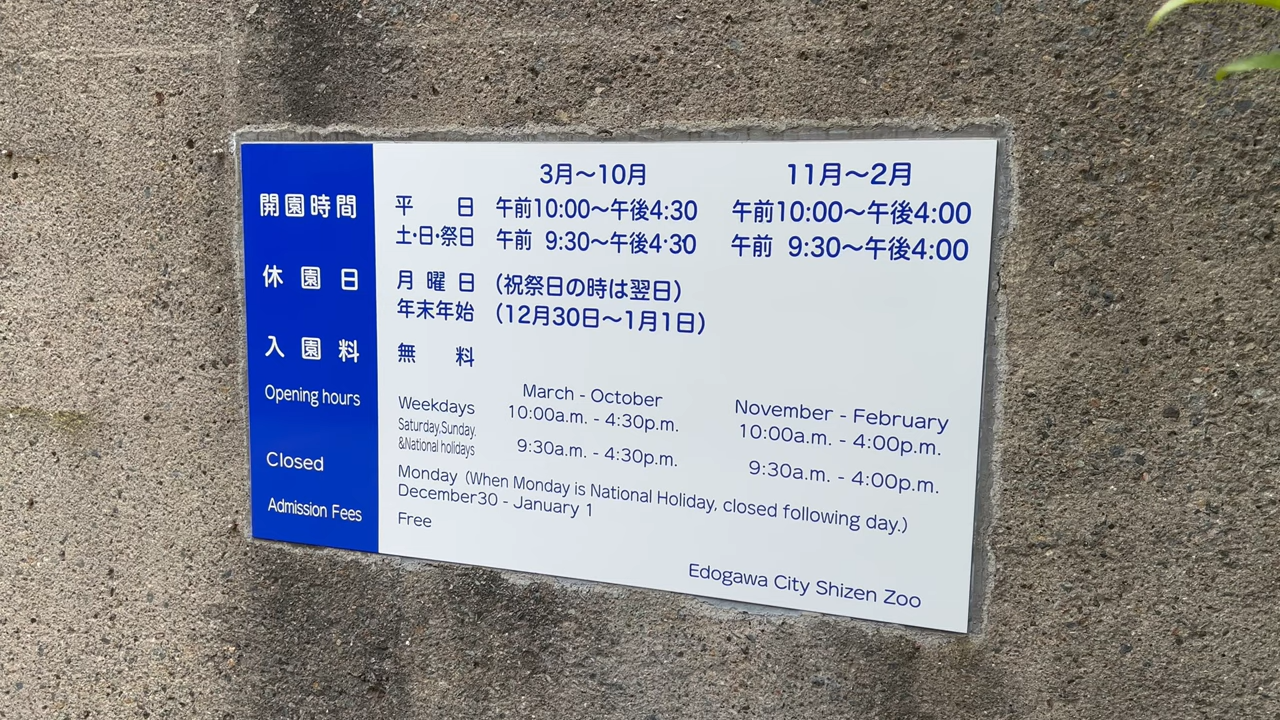 3月～10月 11月～2月
開園時間 平 日 午前10:00～午後4:30 午前10:00～午後4:00
土・日・祭日 午前 9:30～午後4:30 午前 9:30～午後4:00
休園日 月曜日 (祝祭日の時は翌日)
年末年始 (12月30日～1月1日)
入園料 無 料
Opening hours March - October November - February
Weekdays 10:00a.m. - 4:30p.m. 10:00a.m. - 4:00p.m.
Saturday,Sunday,
&National holidays 9:30a.m. - 4:30p.m. 9:30a.m. - 4:00p.m.
Closed Monday (When Monday is National Holiday, closed following day.)
December30 - January 1
Admission Fees Free
Edogawa City Shizen Zoo